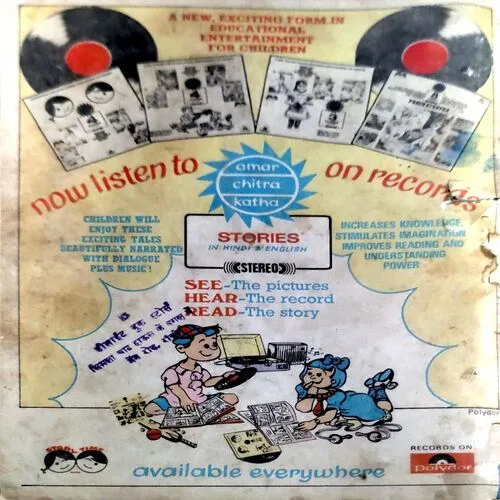 A NEW, EXCITING FORM IN
EDUCATIONAL
ENTERTAINMENT
FOR CHILDREN
now listen to
amar
chitra
katha
on records
STORIES
IN HINDI & ENGLISH
STEREO
CHILDREN WILL
ENJOY THESE
EXCITING TALES
BEAUTIFULLY NARRATED
WITH DIALOGUE
PLUS MUSIC!
INCREASES KNOWLEDGE,
STIMULATES IMAGINATION
IMPROVES READING AND
UNDERSTANDING
POWER
SEE-The pictures
HEAR-The record
READ-The story
बुक स्टोर्स
Polydor
STORY TIME
RECORDS ON
Polydor
available everywhere